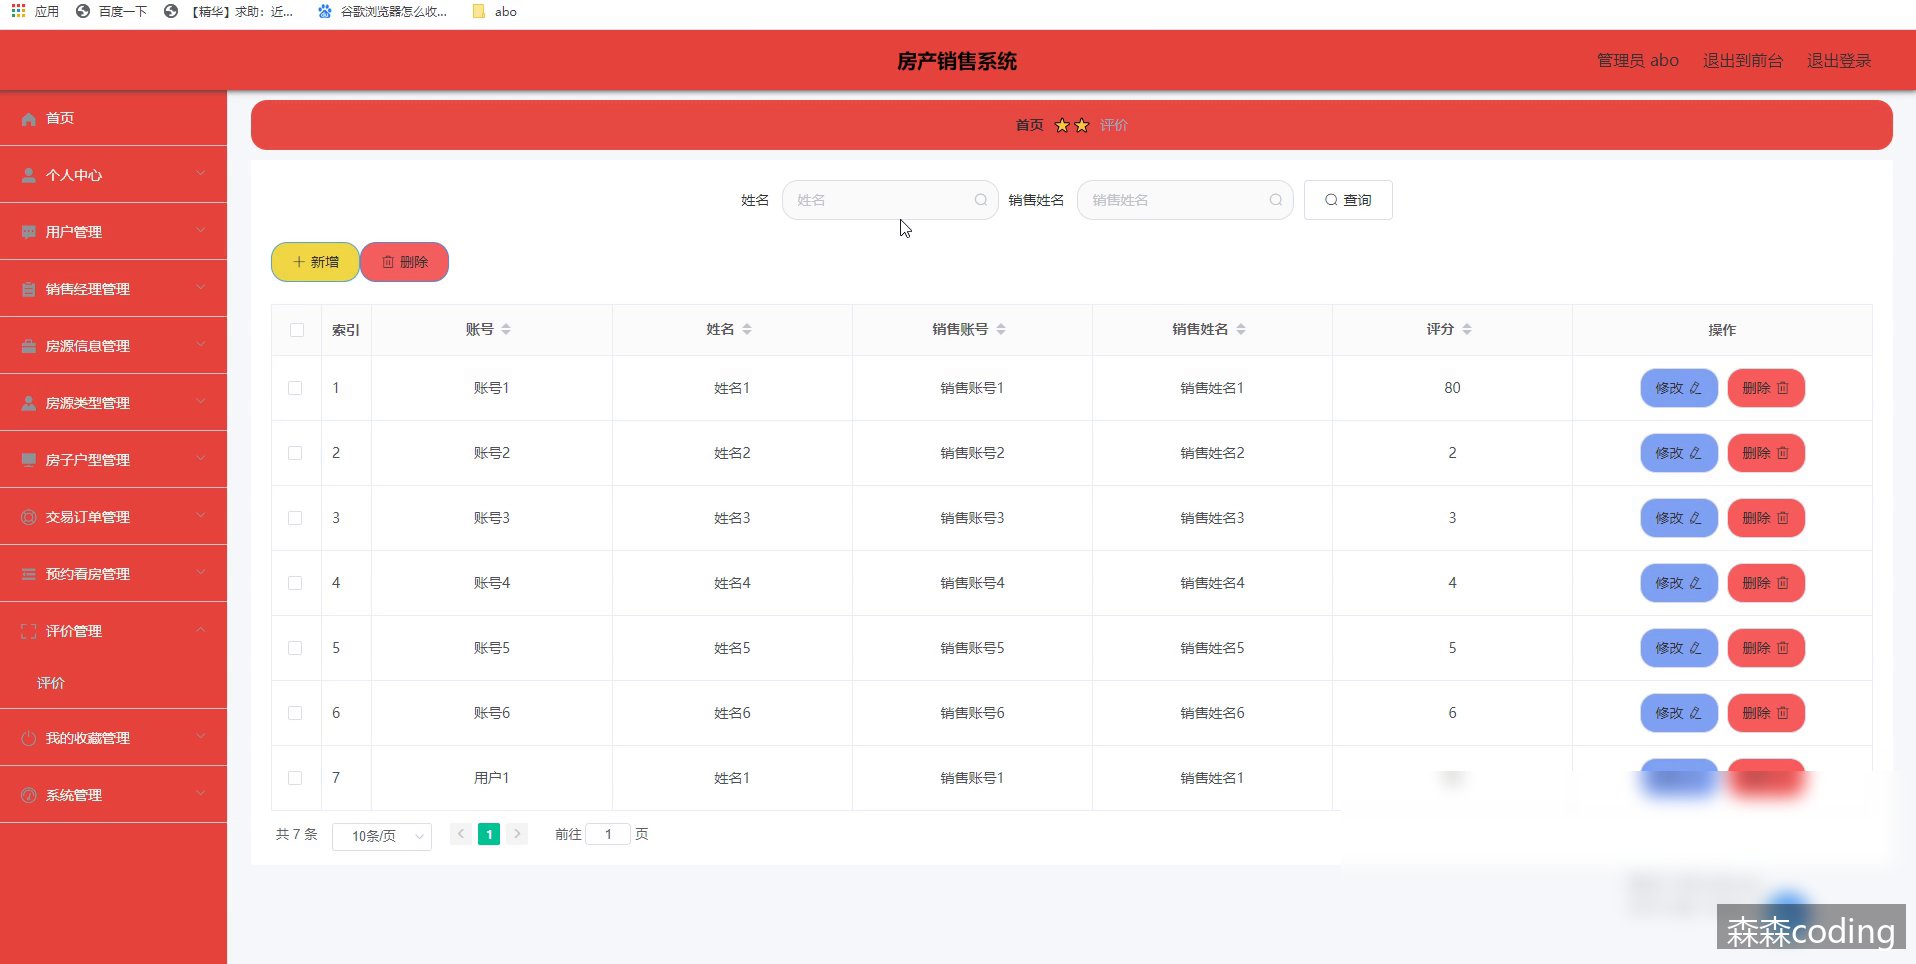 应用 百度一下 【精华】求助：近... 谷歌浏览器怎么收... abo
房产销售系统
管理员 abo 退出到前台 退出登录
首页
个人中心
用户管理
销售经理管理
房源信息管理
房源类型管理
房子户型管理
交易订单管理
预约看房管理
评价管理
评价
我的收藏管理
系统管理
首页 评价
姓名 姓名 销售姓名 销售姓名 查询
新增 删除
索引 账号 姓名 销售账号 销售姓名 评分 操作
1 账号1 姓名1 销售账号1 销售姓名1 80 修改 删除
2 账号2 姓名2 销售账号2 销售姓名2 2 修改 删除
3 账号3 姓名3 销售账号3 销售姓名3 3 修改 删除
4 账号4 姓名4 销售账号4 销售姓名4 4 修改 删除
5 账号5 姓名5 销售账号5 销售姓名5 5 修改 删除
6 账号6 姓名6 销售账号6 销售姓名6 6 修改 删除
7 用户1 姓名1 销售账号1 销售姓名1
共 7 条 10条/页 1 前往 1 页
森森coding